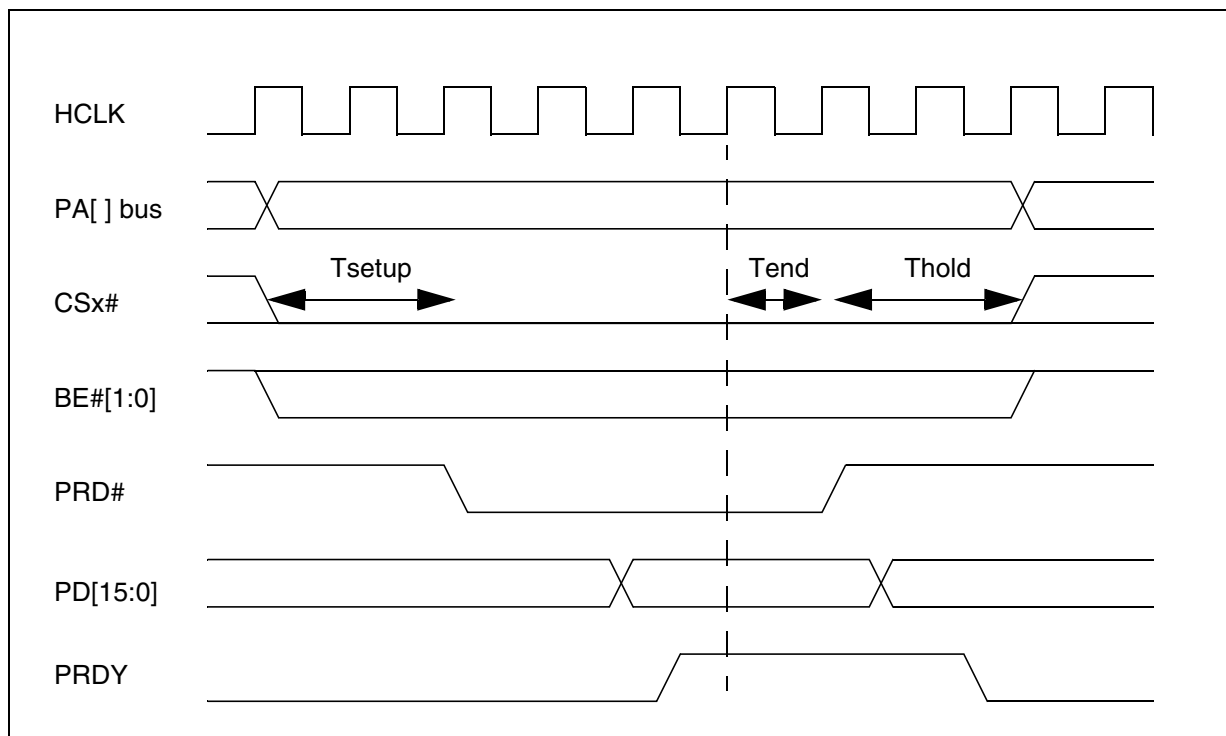 HCLK
PA[ ] bus
Tsetup
Tend
Thold
CSx#
BE#[1:0]
PRD#
PD[15:0]
PRDY